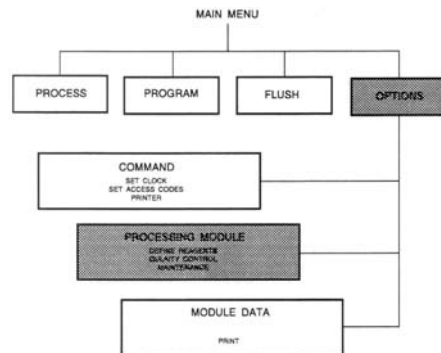 MAIN MENU
PROCESS
PROGRAM
FLUSH
OPTIONS
COMMAND
SET CLOCK
SET ACCESS CODES
PRINTER
PROCESSING MODULE
DEFINE REAGENTS
QULAITY CONTROL
MAINTENANCE
MODULE DATA
PRINT